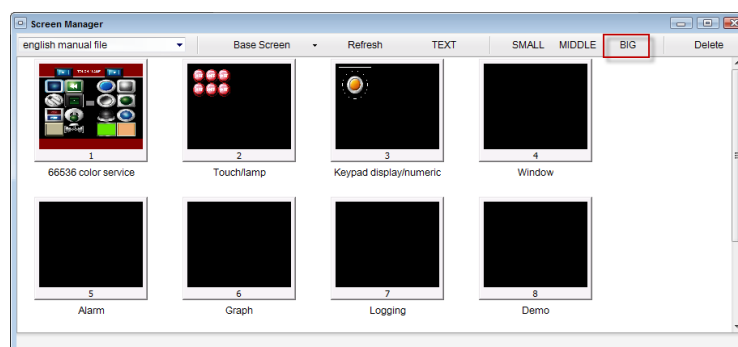 Screen Manager
english manual file Base Screen Refresh TEXT SMALL MIDDLE BIG Delete
1 2 3 4
66536 color service Touch/lamp Keypad display/numeric Window
5 6 7 8
Alarm Graph Logging Demo